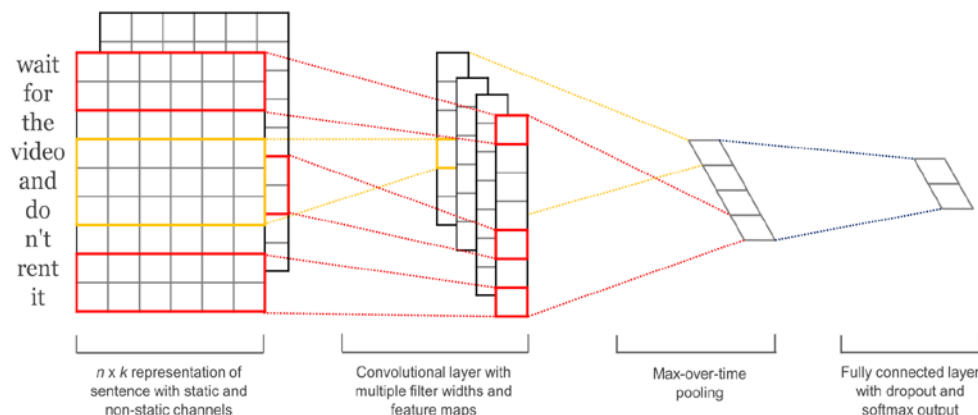 wait
for
the
video
and
do
n't
rent
it
n x k representation of
sentence with static and
non-static channels
Convolutional layer with
multiple filter widths and
feature maps
Max-over-time
pooling
Fully connected layer
with dropout and
softmax output